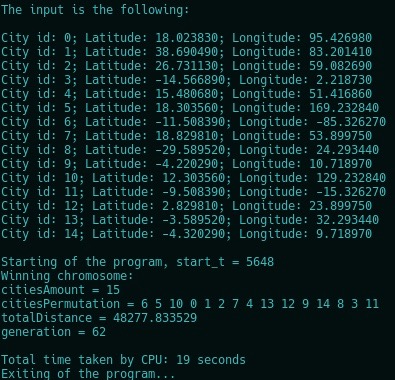 The input is the following:
City id: 0; Latitude: 18.023830; Longitude: 95.426980
City id: 1; Latitude: 38.690490; Longitude: 83.201410
City id: 2; Latitude: 26.731130; Longitude: 59.082690
City id: 3; Latitude: -14.566890; Longitude: 2.218730
City id: 4; Latitude: 15.480680; Longitude: 51.416860
City id: 5; Latitude: 18.303560; Longitude: 169.232840
City id: 6; Latitude: -11.508390; Longitude: -85.326270
City id: 7; Latitude: 18.829810; Longitude: 53.899750
City id: 8; Latitude: -29.589520; Longitude: 24.293440
City id: 9; Latitude: -4.220290; Longitude: 10.718970
City id: 10; Latitude: 12.303560; Longitude: 129.232840
City id: 11; Latitude: -9.508390; Longitude: -15.326270
City id: 12; Latitude: 2.829810; Longitude: 23.899750
City id: 13; Latitude: -3.589520; Longitude: 32.293440
City id: 14; Latitude: -4.320290; Longitude: 9.718970
Starting of the program, start_t = 5648
Winning chromosome:
citiesAmount = 15
citiesPermutation = 6 5 10 0 1 2 7 4 13 12 9 14 8 3 11
totalDistance = 48277.833529
generation = 62
Total time taken by CPU: 19 seconds
Exiting of the program...